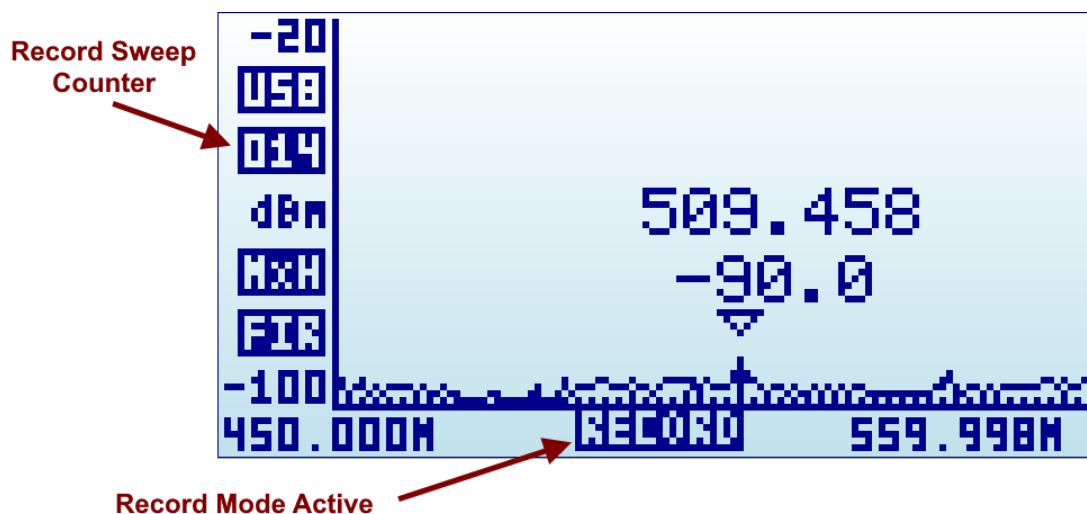 -20
Record Sweep
Counter
USB
014
dBm
509.458
-90.0
MXH
FIR
-100
450.000M
RECORD
559.998M
Record Mode Active